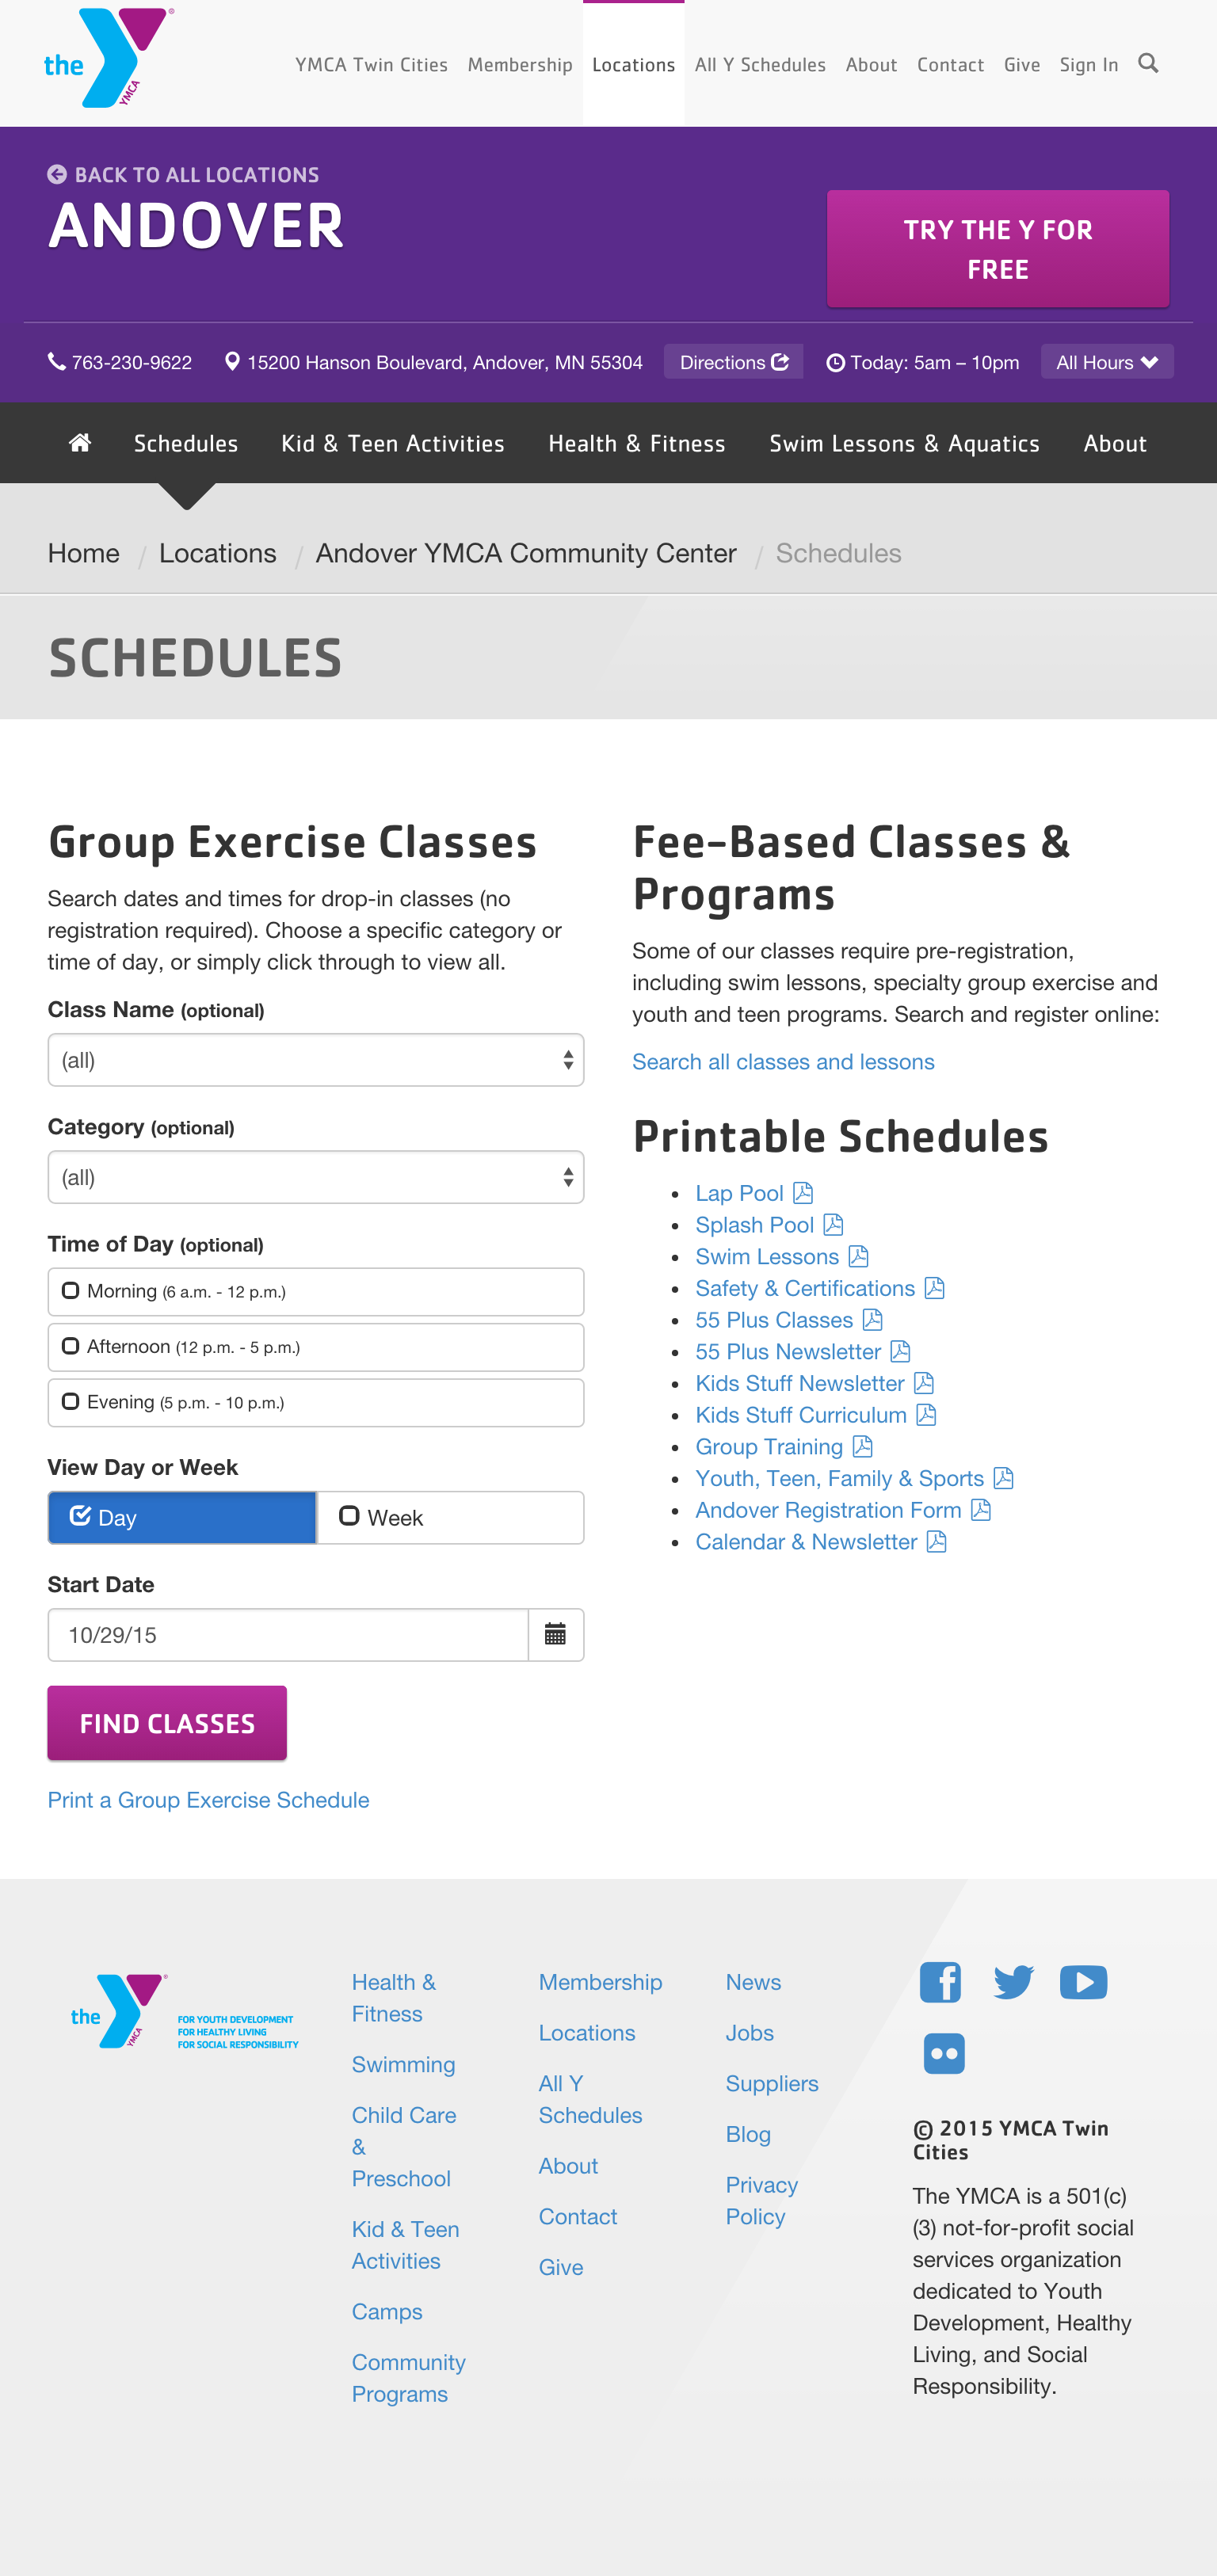 the
YMCA
®
YMCA Twin Cities
Membership
Locations
All Y Schedules
About
Contact
Give
Sign In
BACK TO ALL LOCATIONS
ANDOVER
TRY THE Y FOR
FREE
763-230-9622
15200 Hanson Boulevard, Andover, MN 55304
Directions
Today: 5am – 10pm
All Hours
Schedules
Kid & Teen Activities
Health & Fitness
Swim Lessons & Aquatics
About
Home / Locations / Andover YMCA Community Center / Schedules
SCHEDULES
Group Exercise Classes
Search dates and times for drop-in classes (no
registration required). Choose a specific category or
time of day, or simply click through to view all.
Class Name (optional)
(all)
Category (optional)
(all)
Time of Day (optional)
Morning (6 a.m. - 12 p.m.)
Afternoon (12 p.m. - 5 p.m.)
Evening (5 p.m. - 10 p.m.)
View Day or Week
Day
Week
Start Date
10/29/15
FIND CLASSES
Print a Group Exercise Schedule
Fee-Based Classes &
Programs
Some of our classes require pre-registration,
including swim lessons, specialty group exercise and
youth and teen programs. Search and register online:
Search all classes and lessons
Printable Schedules
• Lap Pool
• Splash Pool
• Swim Lessons
• Safety & Certifications
• 55 Plus Classes
• 55 Plus Newsletter
• Kids Stuff Newsletter
• Kids Stuff Curriculum
• Group Training
• Youth, Teen, Family & Sports
• Andover Registration Form
• Calendar & Newsletter
the
YMCA
®
FOR YOUTH DEVELOPMENT
FOR HEALTHY LIVING
FOR SOCIAL RESPONSIBILITY
Health &
Fitness
Swimming
Child Care
&
Preschool
Kid & Teen
Activities
Camps
Community
Programs
Membership
Locations
All Y
Schedules
About
Contact
Give
News
Jobs
Suppliers
Blog
Privacy
Policy
© 2015 YMCA Twin
Cities
The YMCA is a 501(c)
(3) not-for-profit social
services organization
dedicated to Youth
Development, Healthy
Living, and Social
Responsibility.